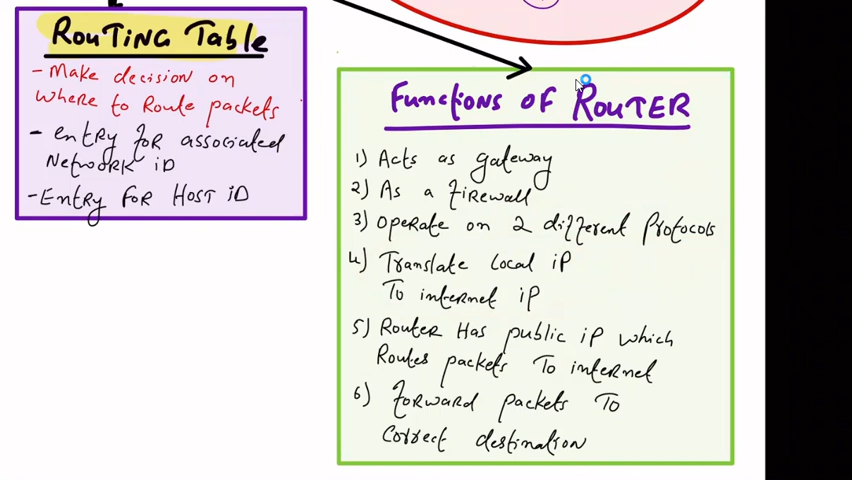 Routing Table
- Make decision on
where to Route packets
- entry for associated
Network iD
- Entry for Host iD
Functions of Router
1) Acts as gateway
2) As a firewall
3) operate on 2 different Protocols
4) Translate Local iP
To internet iP
5) Router Has public iP which
Routes packets To internet
6) forward packets To
Correct destination